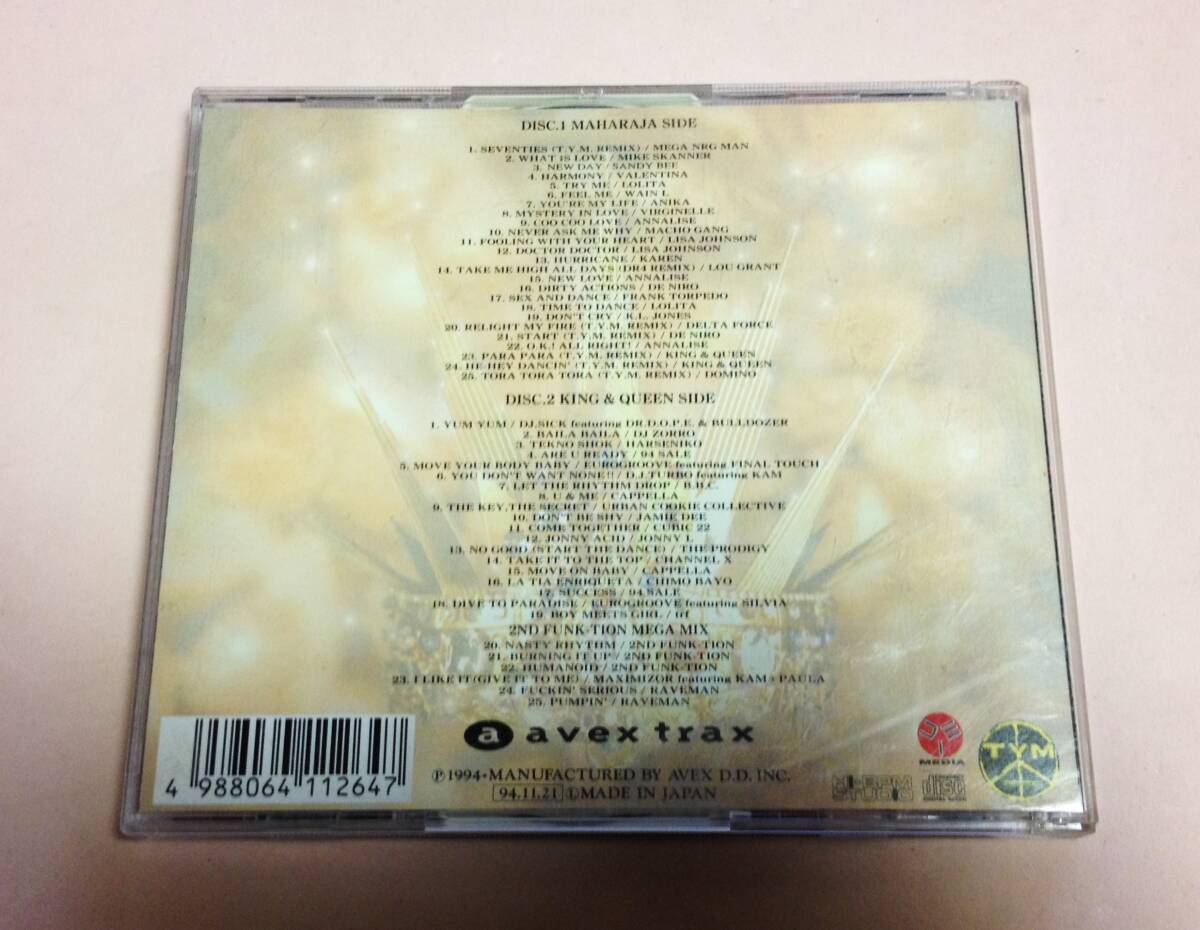 DISC.1 MAHARAJA SIDE
1. SEVENTIES (T.Y.M. REMIX) / MEGA NRG MAN
2. WHAT IS LOVE / MIKE SKANNER
3. NEW DAY / SANDY BEE
4. HARMONY / VALENTINA
5. TRY ME / LOLITA
6. FEEL ME / WAIN L
7. YOU'RE MY LIFE / ANIKA
8. MYSTERY IN LOVE / VIRGINELLE
9. COO COO LOVE / ANNALISE
10. NEVER ASK ME WHY / MACHO GANG
11. FOOLING WITH YOUR HEART / LISA JOHNSON
12. DOCTOR DOCTOR / LISA JOHNSON
13. HURRICANE / KAREN
14. TAKE ME HIGH ALL DAYS (DR4 REMIX) / LOU GRANT
15. NEW LOVE / ANNALISE
16. DIRTY ACTIONS / DE NIRO
17. SEX AND DANCE / FRANK TORPEDO
18. TIME TO DANCE / LOLITA
19. DON'T CRY / K.L. JONES
20. RELIGHT MY FIRE (T.Y.M. REMIX) / DELTA FORCE
21. START (T.Y.M. REMIX) / DE NIRO
22. O.K.! ALL RIGHT! / ANNALISE
23. PARA PARA (T.Y.M. REMIX) / KING & QUEEN
24. HE-HEY DANCIN' (T.Y.M. REMIX) / KING & QUEEN
25. TORA TORA TORA (T.Y.M. REMIX) / DOMINO
DISC.2 KING & QUEEN SIDE
1. YUM YUM / DJ.SICK featuring DR.D.O.P.E. & BULLDOZER
2. BAILA BAILA / DJ ZORRO
3. TEKNO SHOK / HARSENIKO
4. ARE U READY / 94 SALE
5. MOVE YOUR BODY BABY / EUROGROOVE featuring FINAL TOUCH
6. YOU DON'T WANT NONE!! / D.J.TURBO featuring KAM
7. LET THE RHYTHM DROP / B.B.C.
8. U & ME / CAPPELLA
9. THE KEY,THE SECRET / URBAN COOKIE COLLECTIVE
10. DON'T BE SHY / JAMIE DEE
11. COME TOGETHER / CUBIC 22
12. JONNY ACID / JONNY L
13. NO GOOD (START THE DANCE) / THE PRODIGY
14. TAKE IT TO THE TOP / CHANNEL X
15. MOVE ON BABY / CAPPELLA
16. LA TIA ENRIQUETA / CHIMO BAYO
17. SUCCESS / 94 SALE
18. DIVE TO PARADISE / EUROGROOVE featuring SILVIA
19. BOY MEETS GIRL / trf
2ND FUNK-TION MEGA MIX
20. NASTY RHYTHM / 2ND FUNK-TION
21. BURNING IT UP / 2ND FUNK-TION
22. HUMANOID / 2ND FUNK-TION
23. I LIKE IT (GIVE IT TO ME) / MAXIMIZOR featuring KAM + PAULA
24. FUCKIN' SERIOUS / RAVEMAN
25. PUMPIN' / RAVEMAN
a avex trax
Ⓟ1994•MANUFACTURED BY AVEX D.D. INC.
94.11.21 Ⓛ MADE IN JAPAN
4 988064 112647
MEDIA
STUDIO
disc
TYM